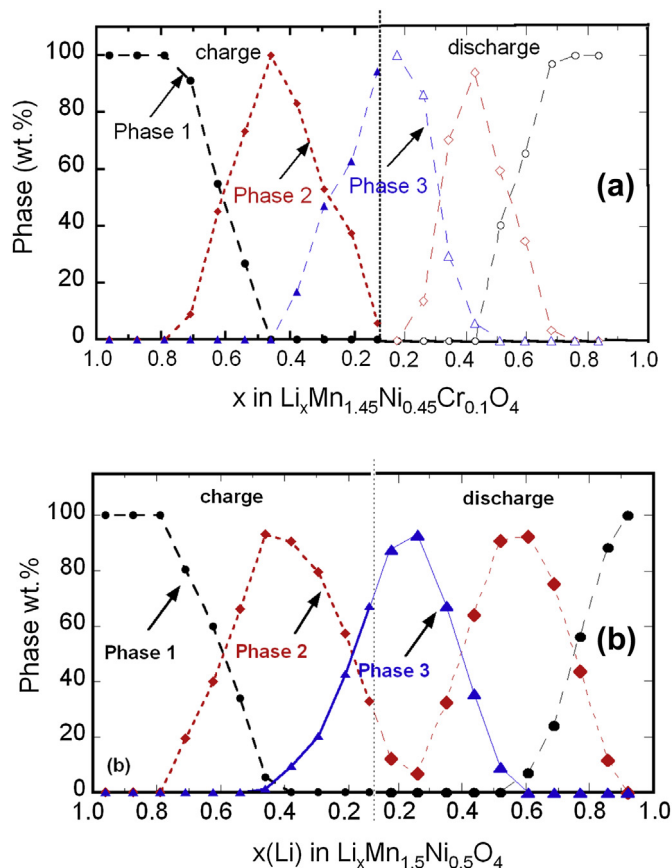 charge
discharge
100
80
60
40
20
0
Phase (wt.%)
Phase 1
Phase 2
Phase 3
(a)
1.0 0.8 0.6 0.4 0.2 0.2 0.4 0.6 0.8 1.0
x in LiₓMn₁.₄₅Ni₀.₄₅Cr₀.₁O₄
charge
discharge
100
80
60
40
20
0
Phase wt.%
Phase 1
Phase 2
Phase 3
(b)
(b)
1.0 0.8 0.6 0.4 0.2 0.2 0.4 0.6 0.8 1.0
x(Li) in LiₓMn₁.₅Ni₀.₅O₄